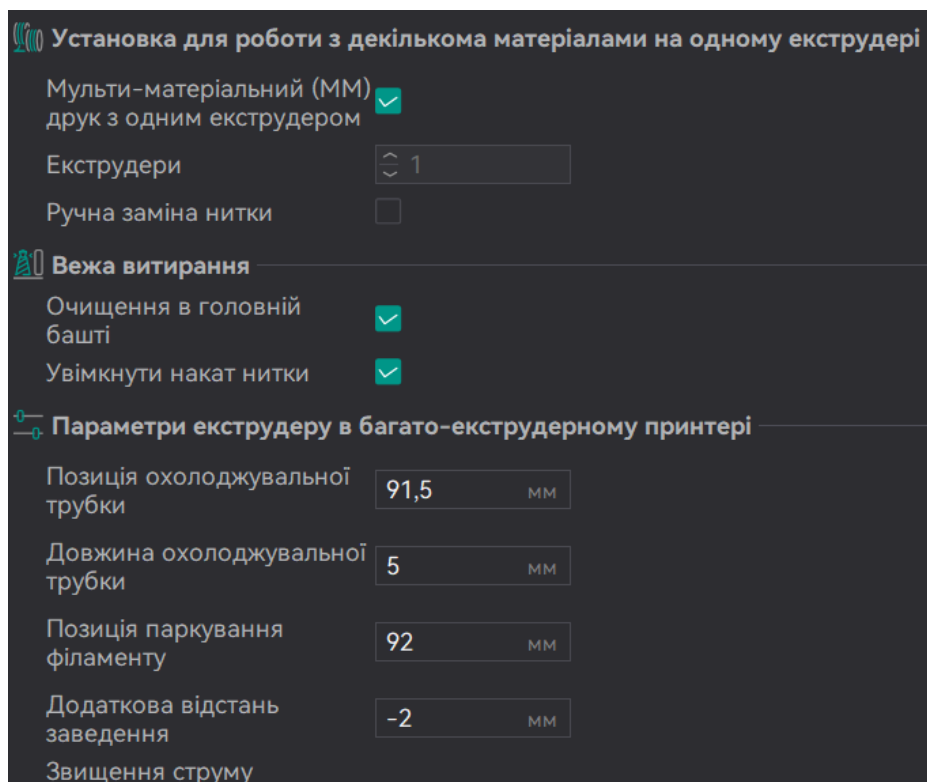 Установка для роботи з декількома матеріалами на одному екструдері
Мульти-матеріальний (ММ)
друк з одним екструдером
Екструдери
1
Ручна заміна нитки
Вежа витирання
Очищення в головній
башті
Увімкнути накат нитки
Параметри екструдеру в багато-екструдерному принтері
Позиція охолоджувальної
трубки
91,5 мм
Довжина охолоджувальної
трубки
5 мм
Позиція паркування
філаменту
92 мм
Додаткова відстань
заведення
-2 мм
Звищення струму